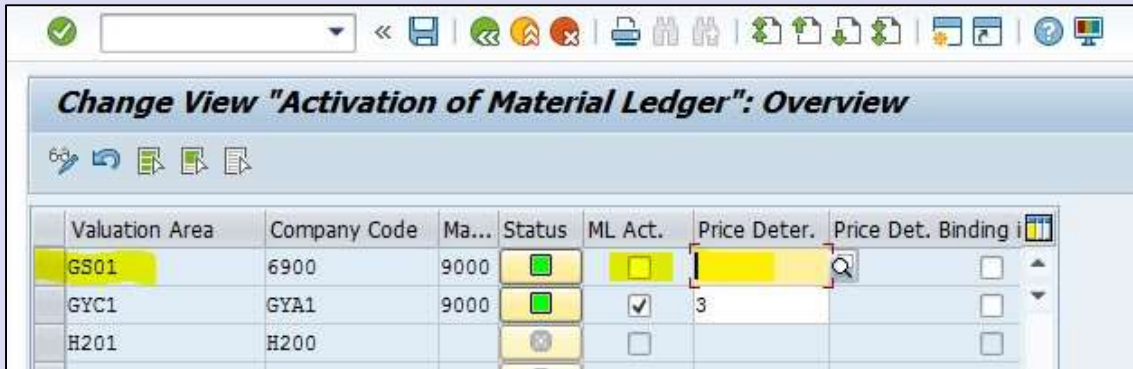 Change View "Activation of Material Ledger": Overview
Valuation Area Company Code Ma... Status ML Act. Price Deter. Price Det. Binding i
GS01 6900 9000
GYC1 GYA1 9000 3
H201 H200